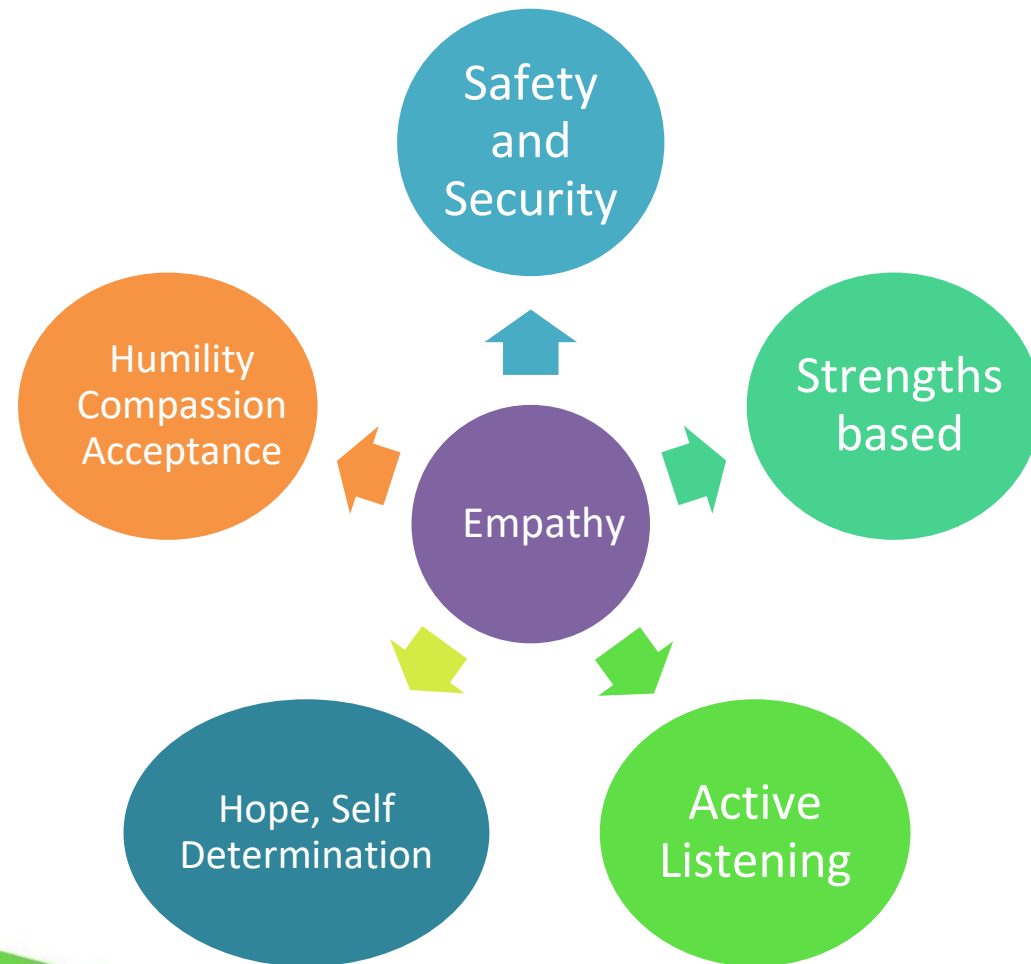 Safety
and
Security
Strengths
based
Active
Listening
Hope, Self
Determination
Humility
Compassion
Acceptance
Empathy